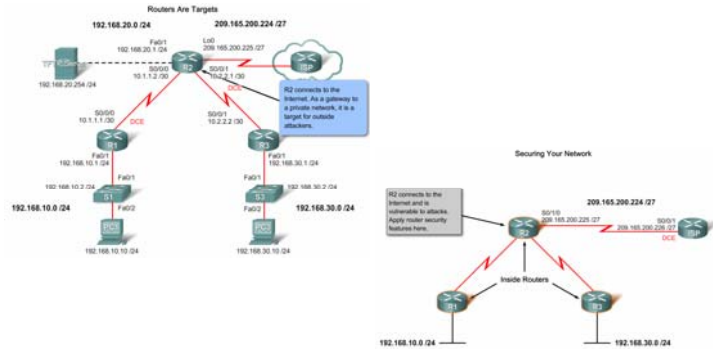 Routers Are Targets
192.168.20.0 /24
209.165.200.224 /27
Fa0/1
192.168.20.1 /24
Lo0
209.165.200.225 /27
R2
ISP
192.168.20.254 /24
S0/0/0
10.1.1.2 /30
S0/0/1
10.2.2.1 /30
DCE
R2 connects to the
Internet. As a gateway to
a private network, it is a
target for outside
attackers.
S0/0/0
10.1.1.1 /30
DCE
S0/0/1
10.2.2.2 /30
R1
R3
Fa0/1
192.168.10.1 /24
Fa0/1
192.168.30.1 /24
192.168.10.2 /24
Fa0/1
192.168.30.2 /24
Fa0/1
S1
S3
192.168.10.0 /24
Fa0/2
Fa0/2
192.168.30.0 /24
192.168.10.10 /24
192.168.30.10 /24
Securing Your Network
R2 connects to the
Internet and is
vulnerable to attacks.
Apply router security
features here.
209.165.200.224 /27
S0/1/0
209.165.200.225 /27
S0/0/1
209.165.200.226 /27
DCE
R2
ISP
Inside Routers
R1
R3
192.168.10.0 /24
192.168.30.0 /24